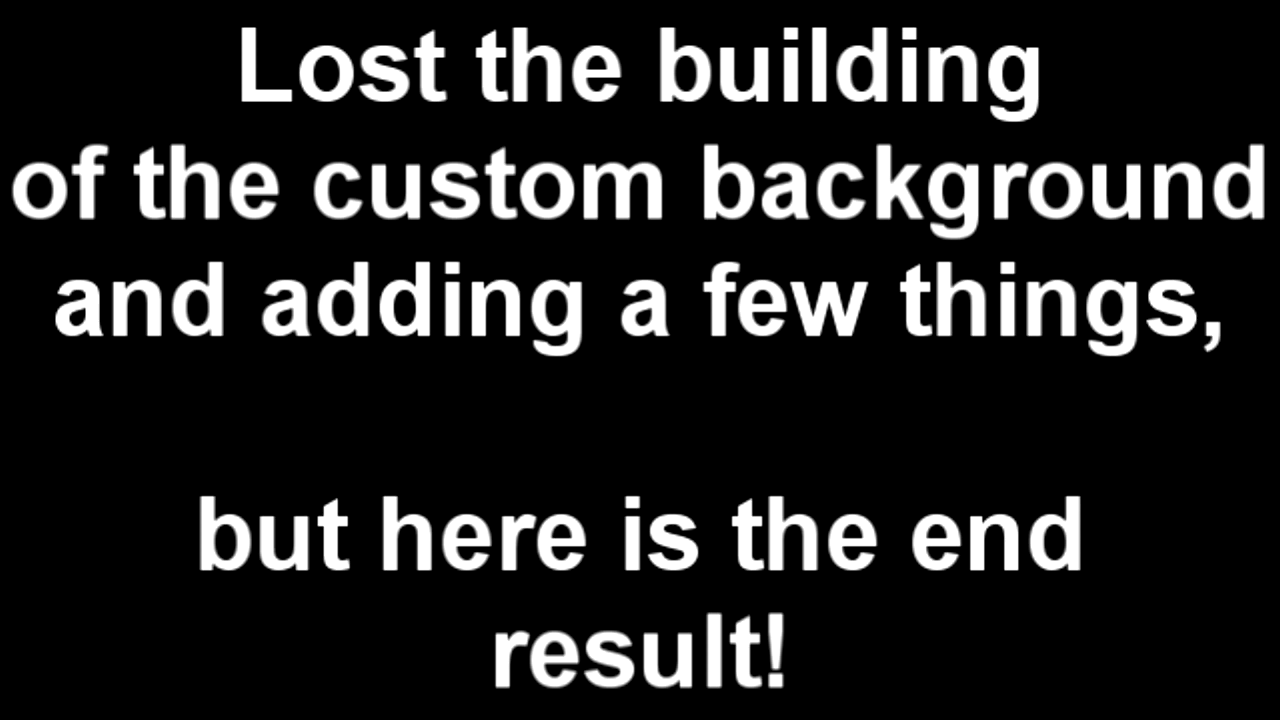 Lost the building
of the custom background
and adding a few things,
but here is the end
result!